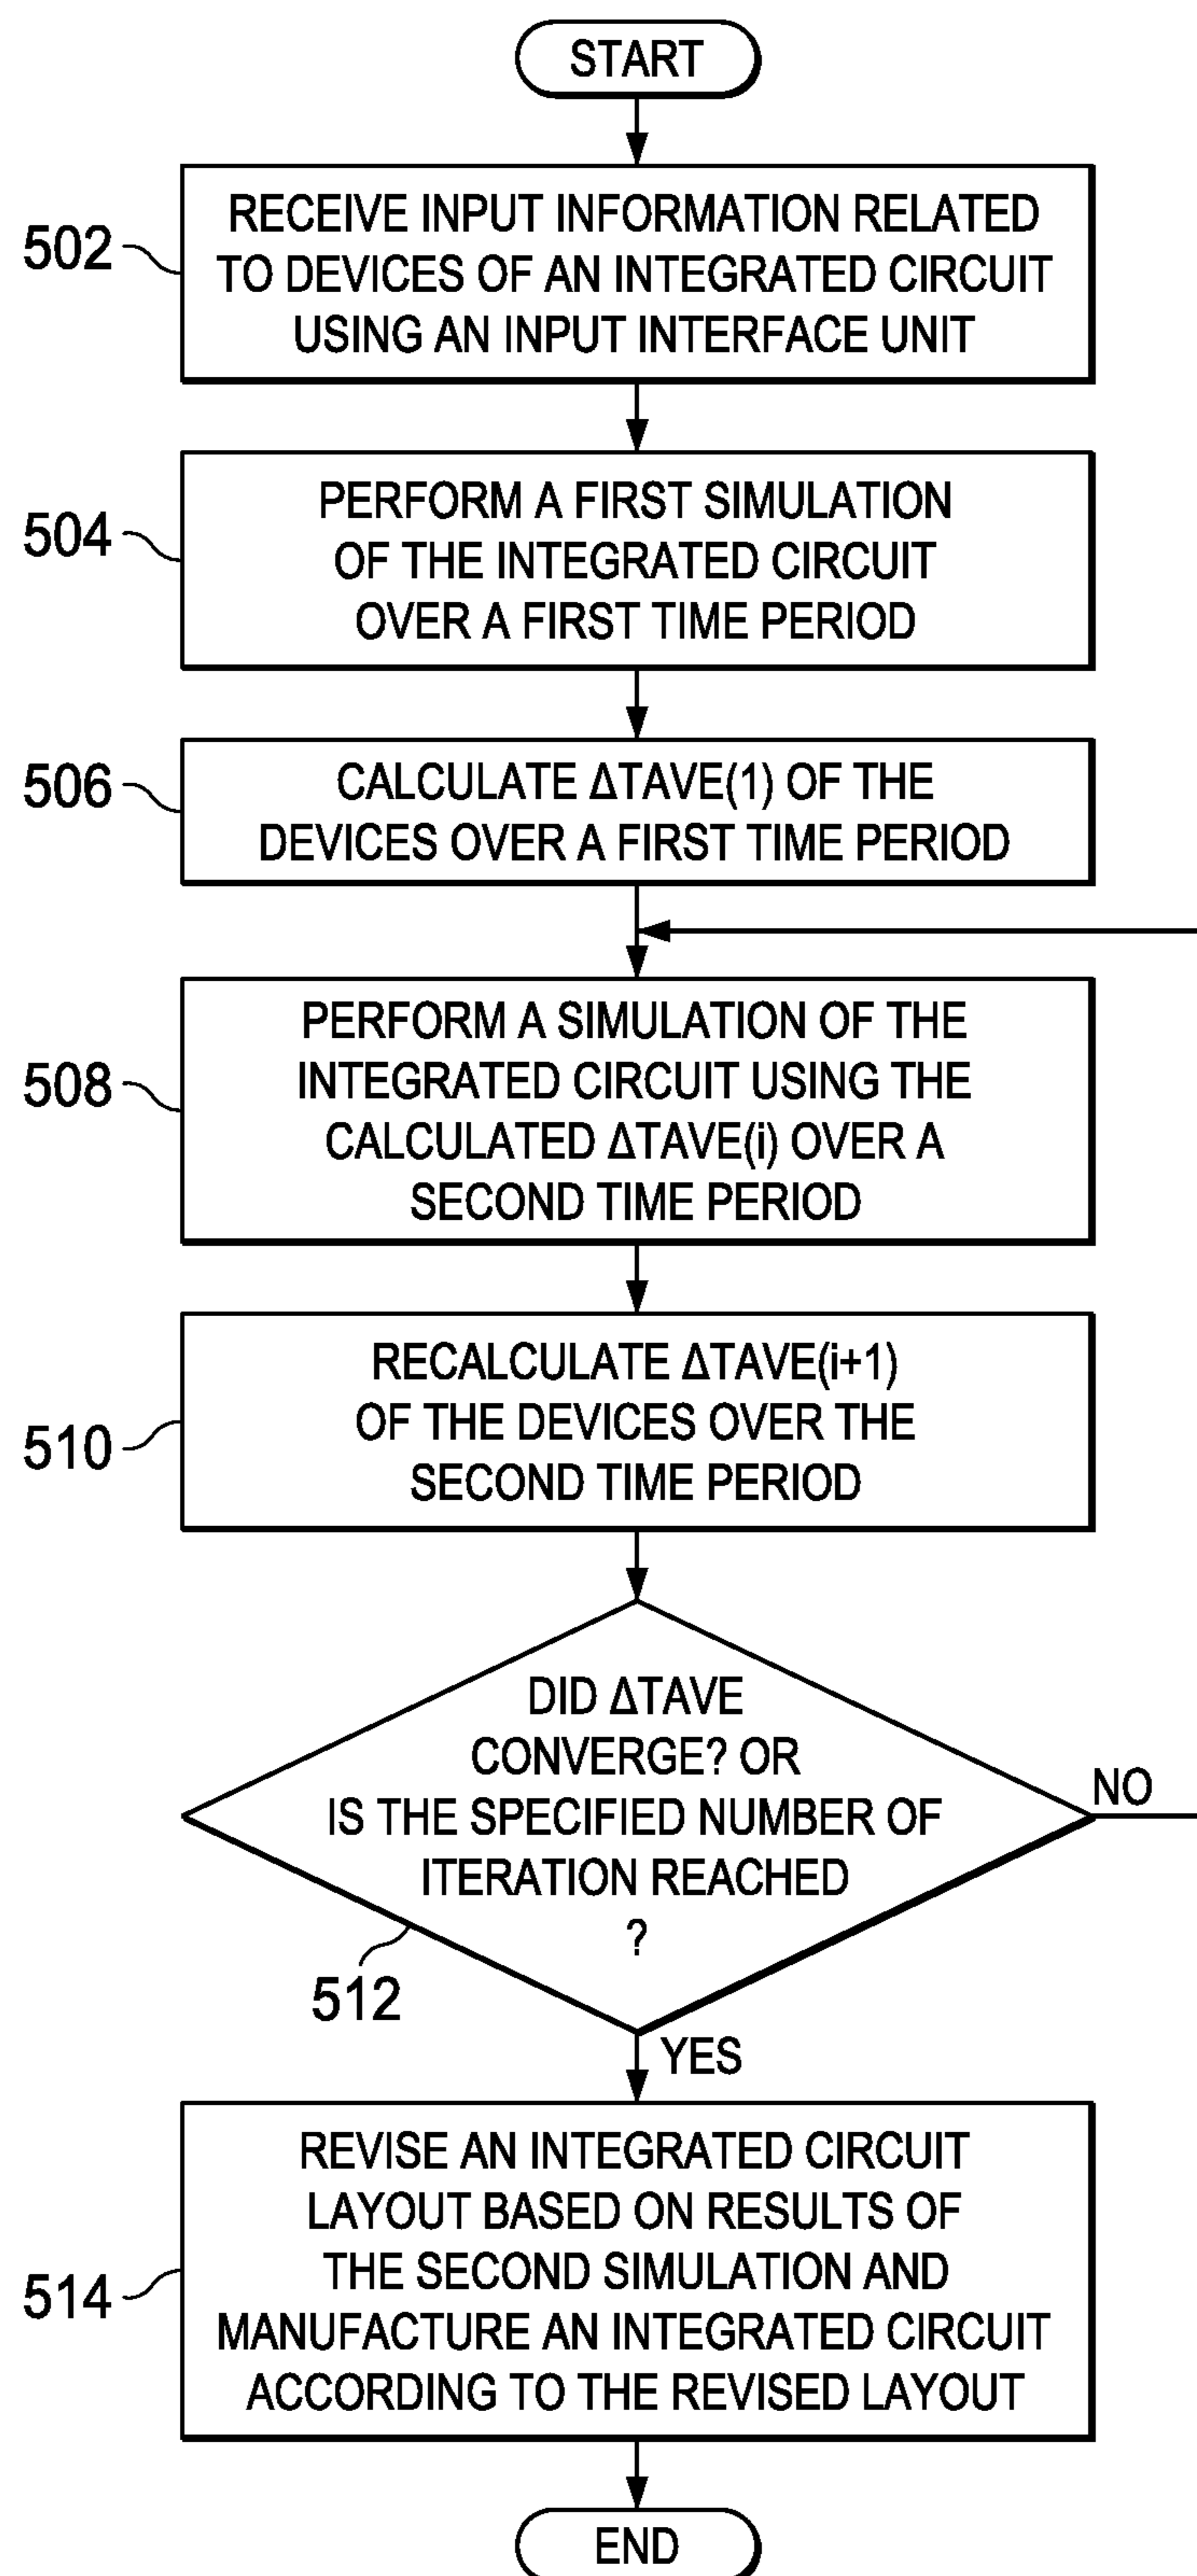 START
502
RECEIVE INPUT INFORMATION RELATED
TO DEVICES OF AN INTEGRATED CIRCUIT
USING AN INPUT INTERFACE UNIT
504
PERFORM A FIRST SIMULATION
OF THE INTEGRATED CIRCUIT
OVER A FIRST TIME PERIOD
506
CALCULATE ΔTAVE(1) OF THE
DEVICES OVER A FIRST TIME PERIOD
508
PERFORM A SIMULATION OF THE
INTEGRATED CIRCUIT USING THE
CALCULATED ΔTAVE(i) OVER A
SECOND TIME PERIOD
510
RECALCULATE ΔTAVE(i+1)
OF THE DEVICES OVER THE
SECOND TIME PERIOD
DID ΔTAVE
CONVERGE? OR
IS THE SPECIFIED NUMBER OF
ITERATION REACHED
?
NO
512
YES
514
REVISE AN INTEGRATED CIRCUIT
LAYOUT BASED ON RESULTS OF
THE SECOND SIMULATION AND
MANUFACTURE AN INTEGRATED CIRCUIT
ACCORDING TO THE REVISED LAYOUT
END